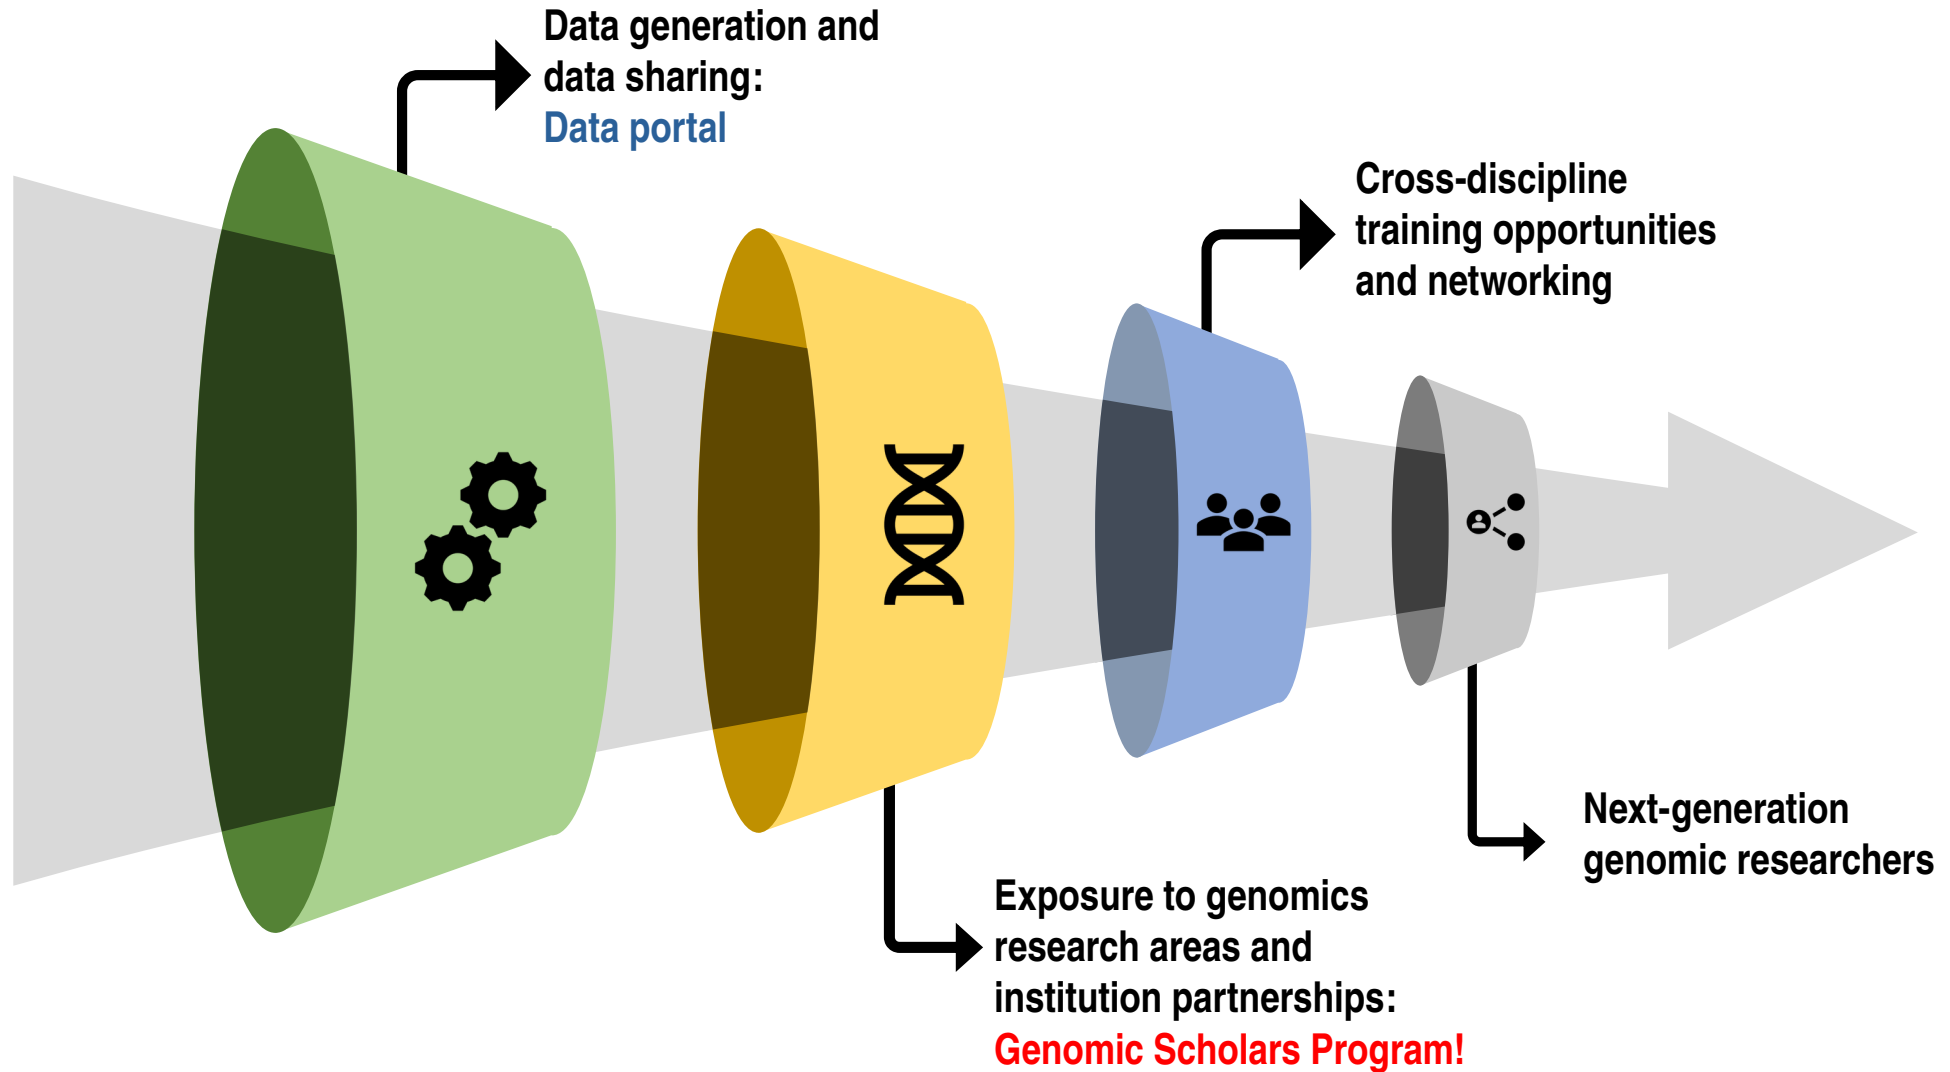 Data generation and
data sharing:
Data portal
Cross-discipline
training opportunities
and networking
Next-generation
genomic researchers
Exposure to genomics
research areas and
institution partnerships:
Genomic Scholars Program!